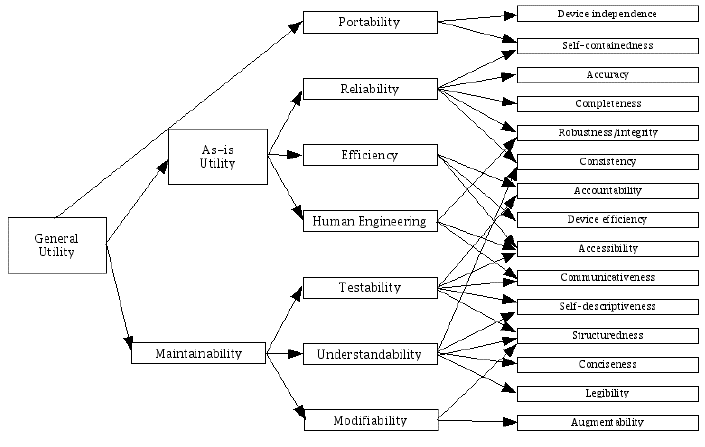 Portability
Reliability
Efficiency
Human Engineering
Testability
Understandability
Modifiability
As-is
Utility
General
Utility
Maintainability
Device independence
Self-containedness
Accuracy
Completeness
Robustness/integrity
Consistency
Accountability
Device efficiency
Accessibility
Communicativeness
Self-descriptiveness
Structuredness
Conciseness
Legibility
Augmentability